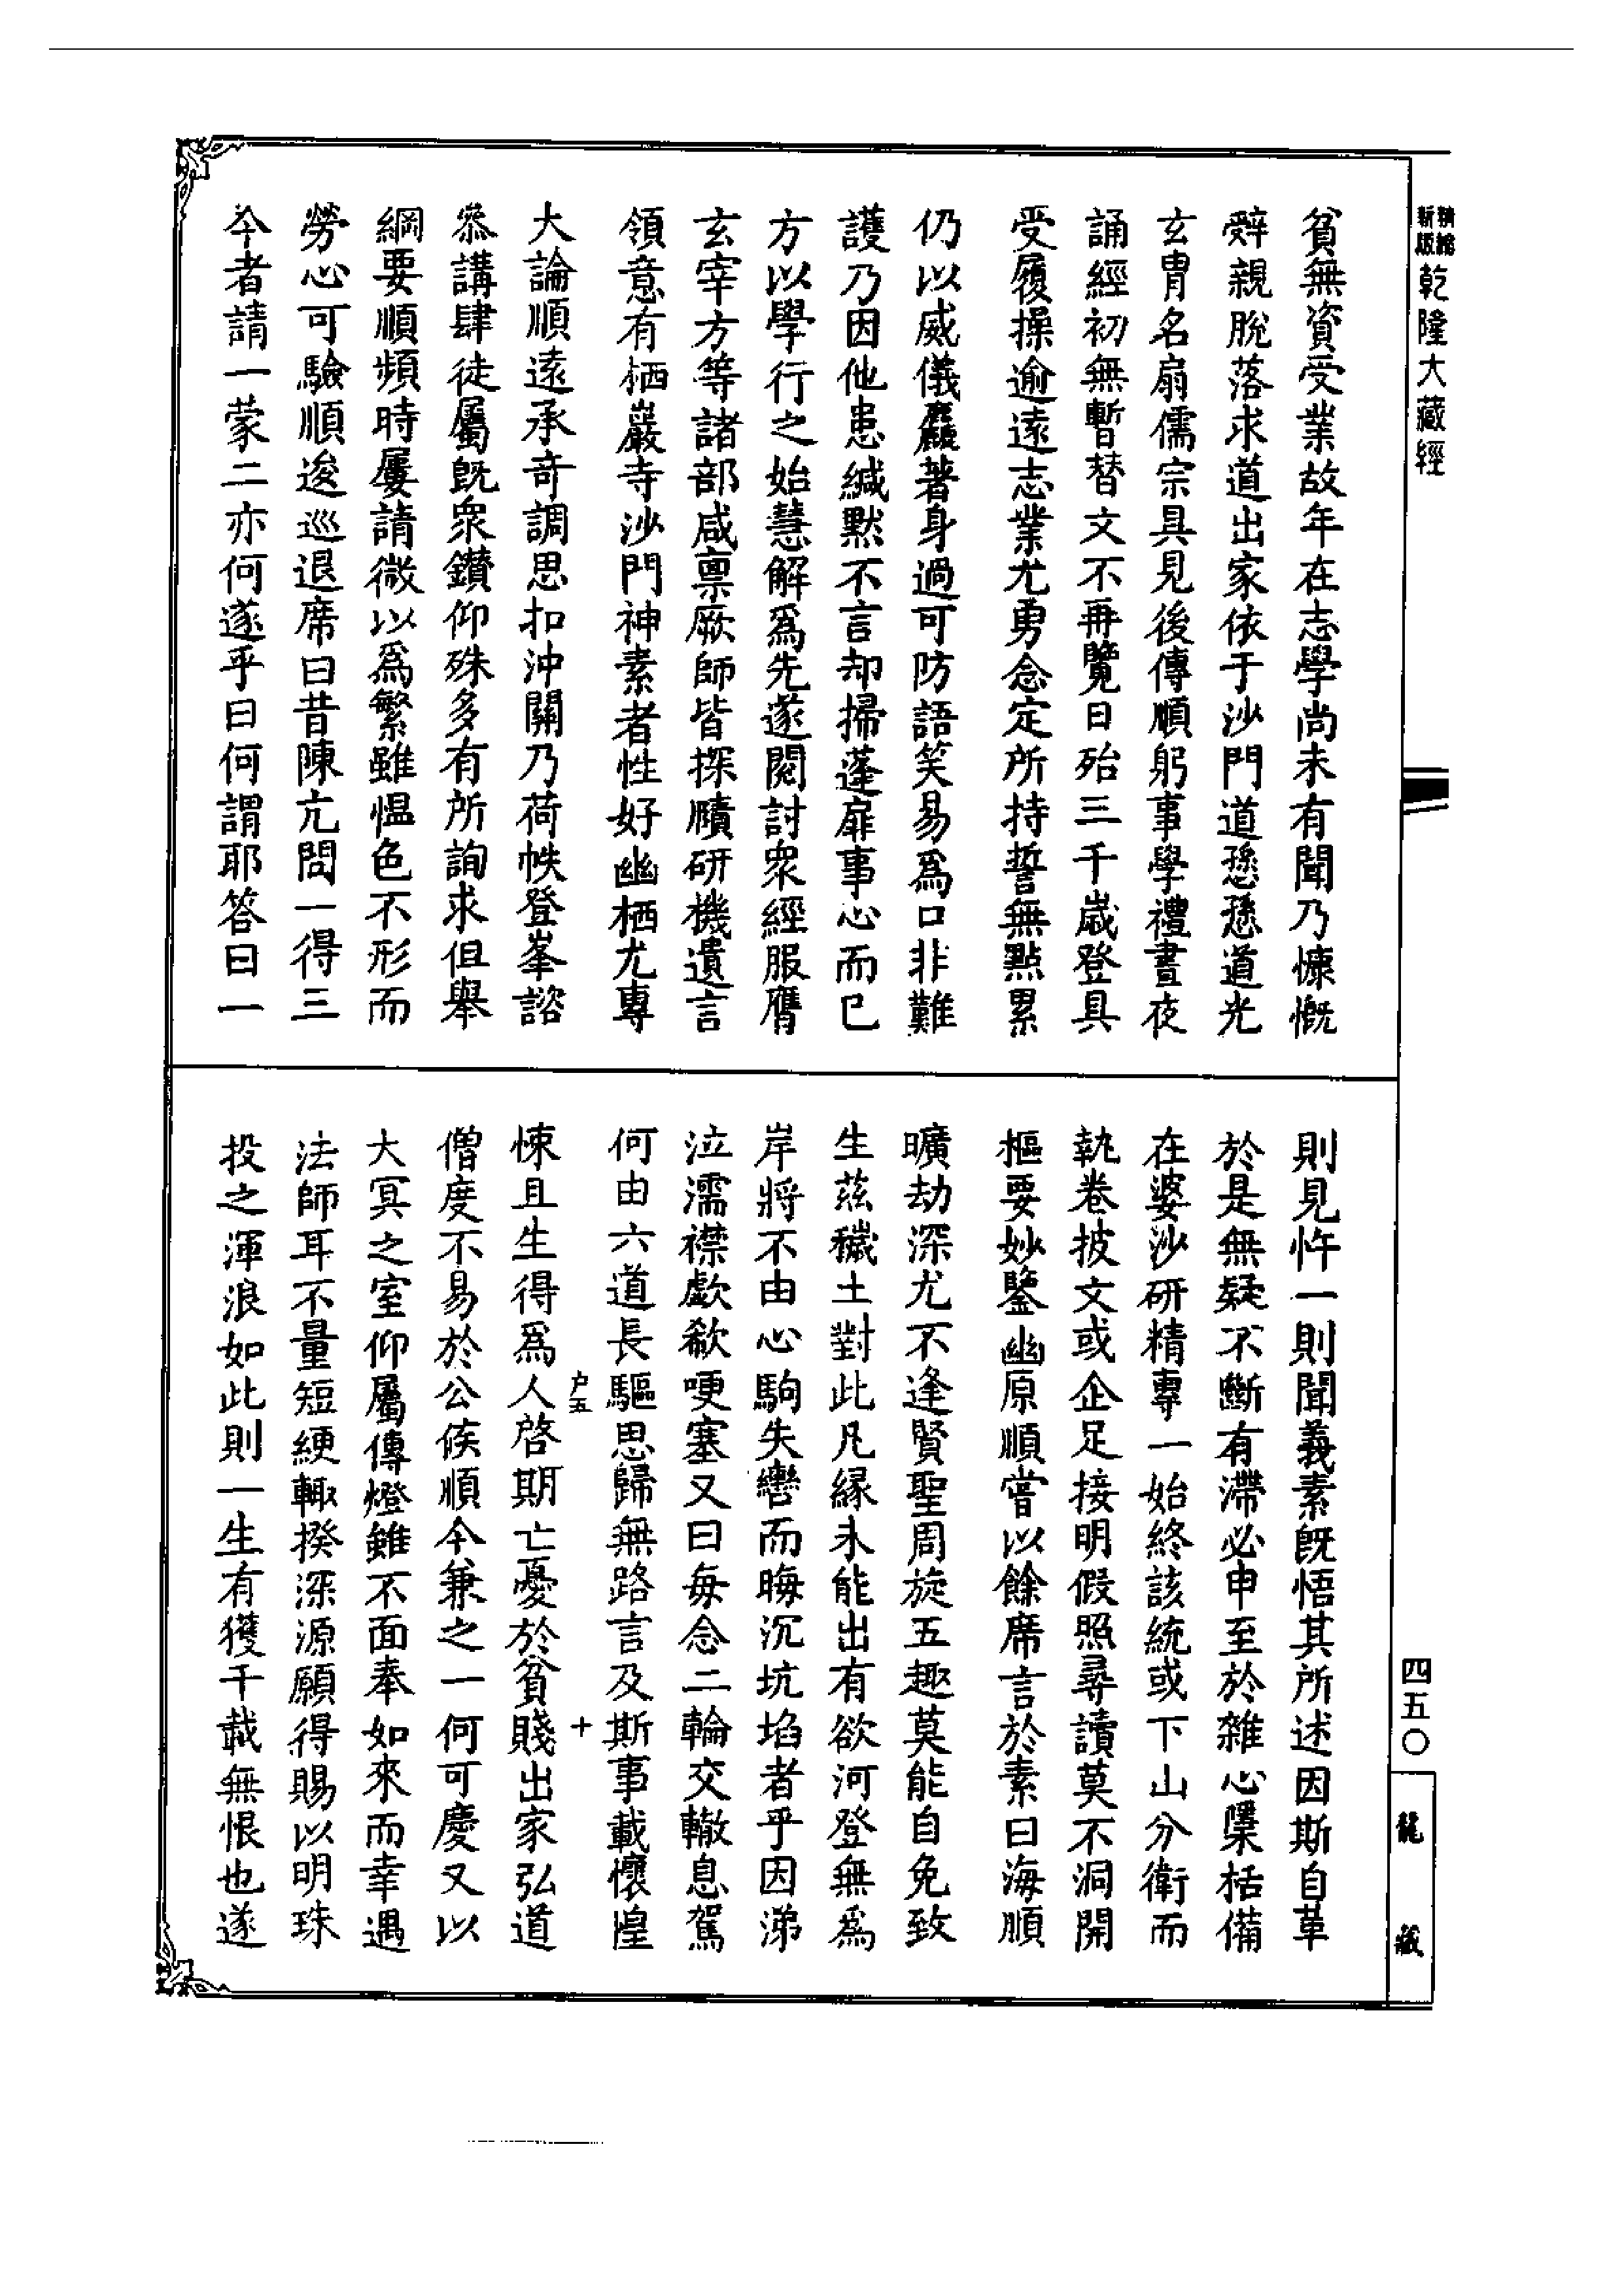 精縮
新版
乾隆大藏經
貧無資受業故年在志學尚未有聞乃慷慨
辤親脫落求道出家依于沙門道愻愻道光
玄冑名扇儒宗具見後傳順躬事學禮晝夜
誦經初無暫替文不再覽日殆三千歲登具
受履操逾遠志業尤勇念定所持誓無點累
仍以威儀麤著身過可防語笑易爲口非難
護乃因他患緘默不言却掃蓬扉事心而已
方以學行之始慧解爲先遂閱討衆經服膺
玄宰方等諸部咸禀厥師皆探賾研機遺言
領意有栖巖寺沙門神素者性好幽栖尤專
大論順遠承奇調思扣沖關乃荷帙登峯諮
叅講肆徒屬旣衆鑽仰殊多有所詢求但舉
綱要順頻時屢請微以爲繁雖愠色不形而
勞心可驗順逡巡退席曰昔陳亢問一得三
今者請一蒙二亦何遂乎曰何謂耶答曰一
則見忤一則聞義素旣悟其所述因斯自革
於是無疑不斷有滯必申至於雜心㯳栝備
在婆沙研精專一始終該統或下山分衛而
執卷披文或企足接明假照尋讀莫不洞開
樞要妙鑒幽原順嘗以餘席言於素曰海順
曠劫深尤不逢賢聖周旋五趣莫能自免致
生茲穢土對此凡緣未能出有欲河登無爲
岸將不由心駒失轡而晦沉坑埳者乎因涕
泣濡襟歔欷哽塞又曰每念二輪交轍息駕
何由六道長驅思歸無路言及斯事載懷惶
户五
十
悚且生得爲人啓期亡憂於貧賤出家弘道
僧度不易於公侯順今兼之一何可慶又以
大冥之室仰屬傳燈雖不面奉如來而幸遇
法師耳不量短綆輙揆深源願得賜以明珠
投之渾浪如此則一生有獲千載無恨也遂
四五〇
龍藏